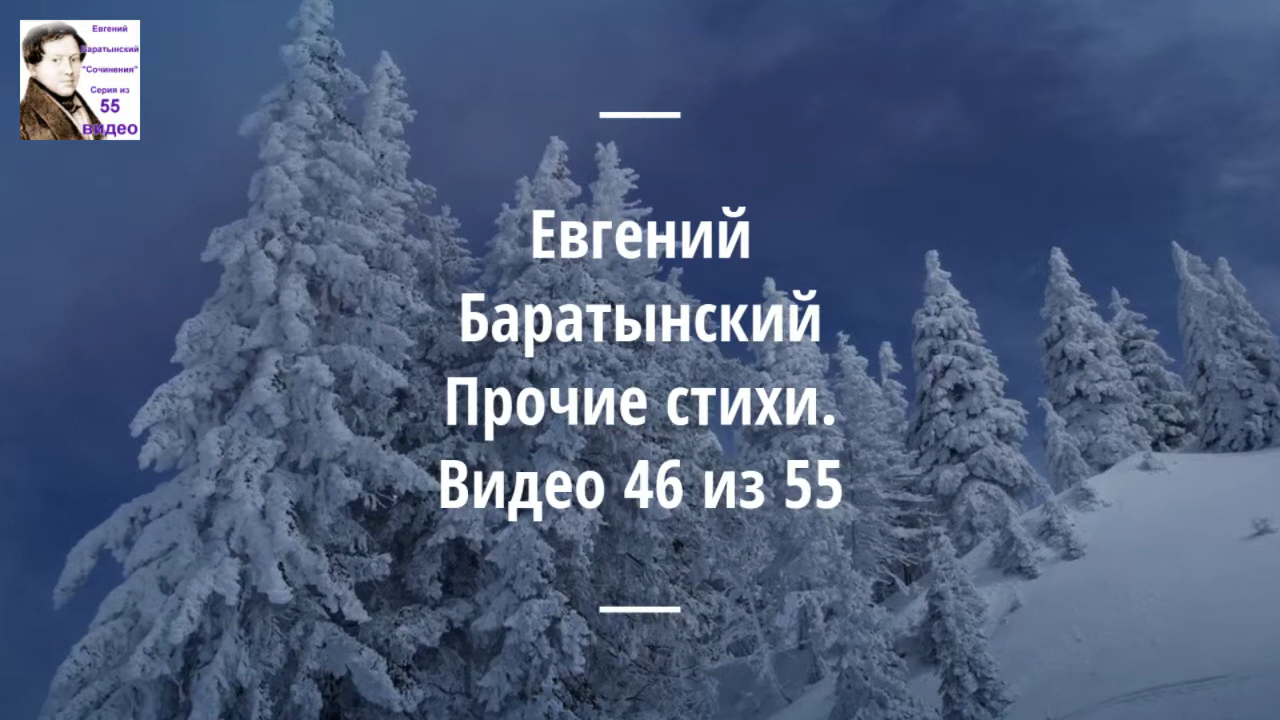 Евгений
Баратынский
"Сочинения"
Серия из
55
видео
Евгений
Баратынский
Прочие стихи.
Видео 46 из 55